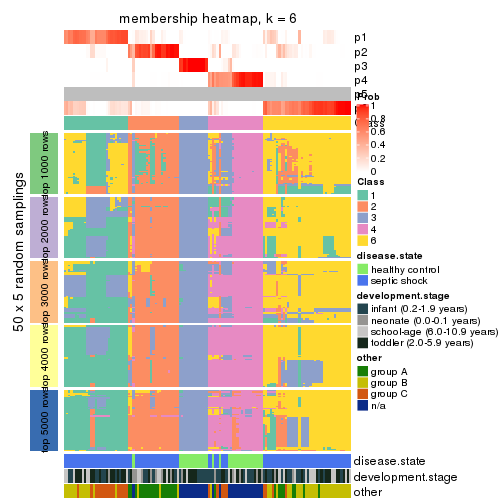 membership heatmap, k = 6
p1
p2
p3
p4
p5
Prob
1
0.8
0.6
0.4
0.2
0
Class
1
2
3
4
6
disease.state
healthy control
septic shock
development.stage
infant (0.2-1.9 years)
neonate (0.0-0.1 years)
school-age (6.0-10.9 years)
toddler (2.0-5.9 years)
other
group A
group B
group C
n/a
50 x 5 random samplings
top 1000 rows
top 2000 rows
top 3000 rows
top 4000 rows
top 5000 rows
disease.state
development.stage
other